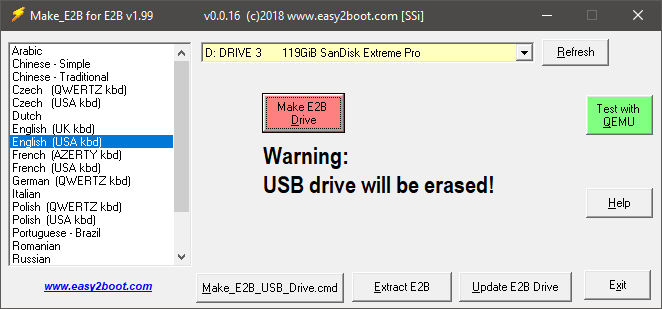 Make_E2B for E2B v1.99 v0.0.16 (c)2018 www.easy2boot.com [SSi]
Arabic
Chinese - Simple
Chinese - Traditional
Czech (QWERTZ kbd)
Czech (USA kbd)
Dutch
English (UK kbd)
English (USA kbd)
French (AZERTY kbd)
French (USA kbd)
German (QWERTZ kbd)
Italian
Polish (QWERTZ kbd)
Polish (USA kbd)
Portuguese - Brazil
Romanian
Russian
www.easy2boot.com
D: DRIVE 3 119GiB SanDisk Extreme Pro
Refresh
Make E2B
Drive
Warning:
USB drive will be erased!
Test with
QEMU
Help
Make_E2B_USB_Drive.cmd
Extract E2B
Update E2B Drive
Exit